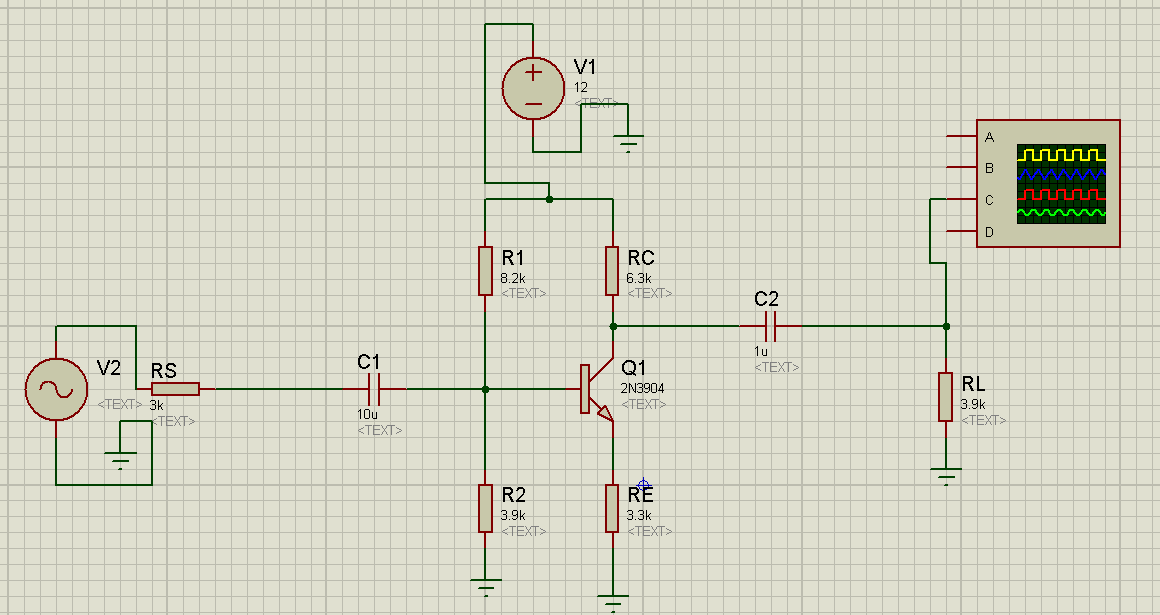 V1
12
<TEXT>
A
B
C
D
R1
8.2k
<TEXT>
RC
6.3k
<TEXT>
C2
1u
<TEXT>
V2
<TEXT>
RS
3k
<TEXT>
C1
10u
<TEXT>
Q1
2N3904
<TEXT>
RL
3.9k
<TEXT>
R2
3.9k
<TEXT>
RE
3.3k
<TEXT>